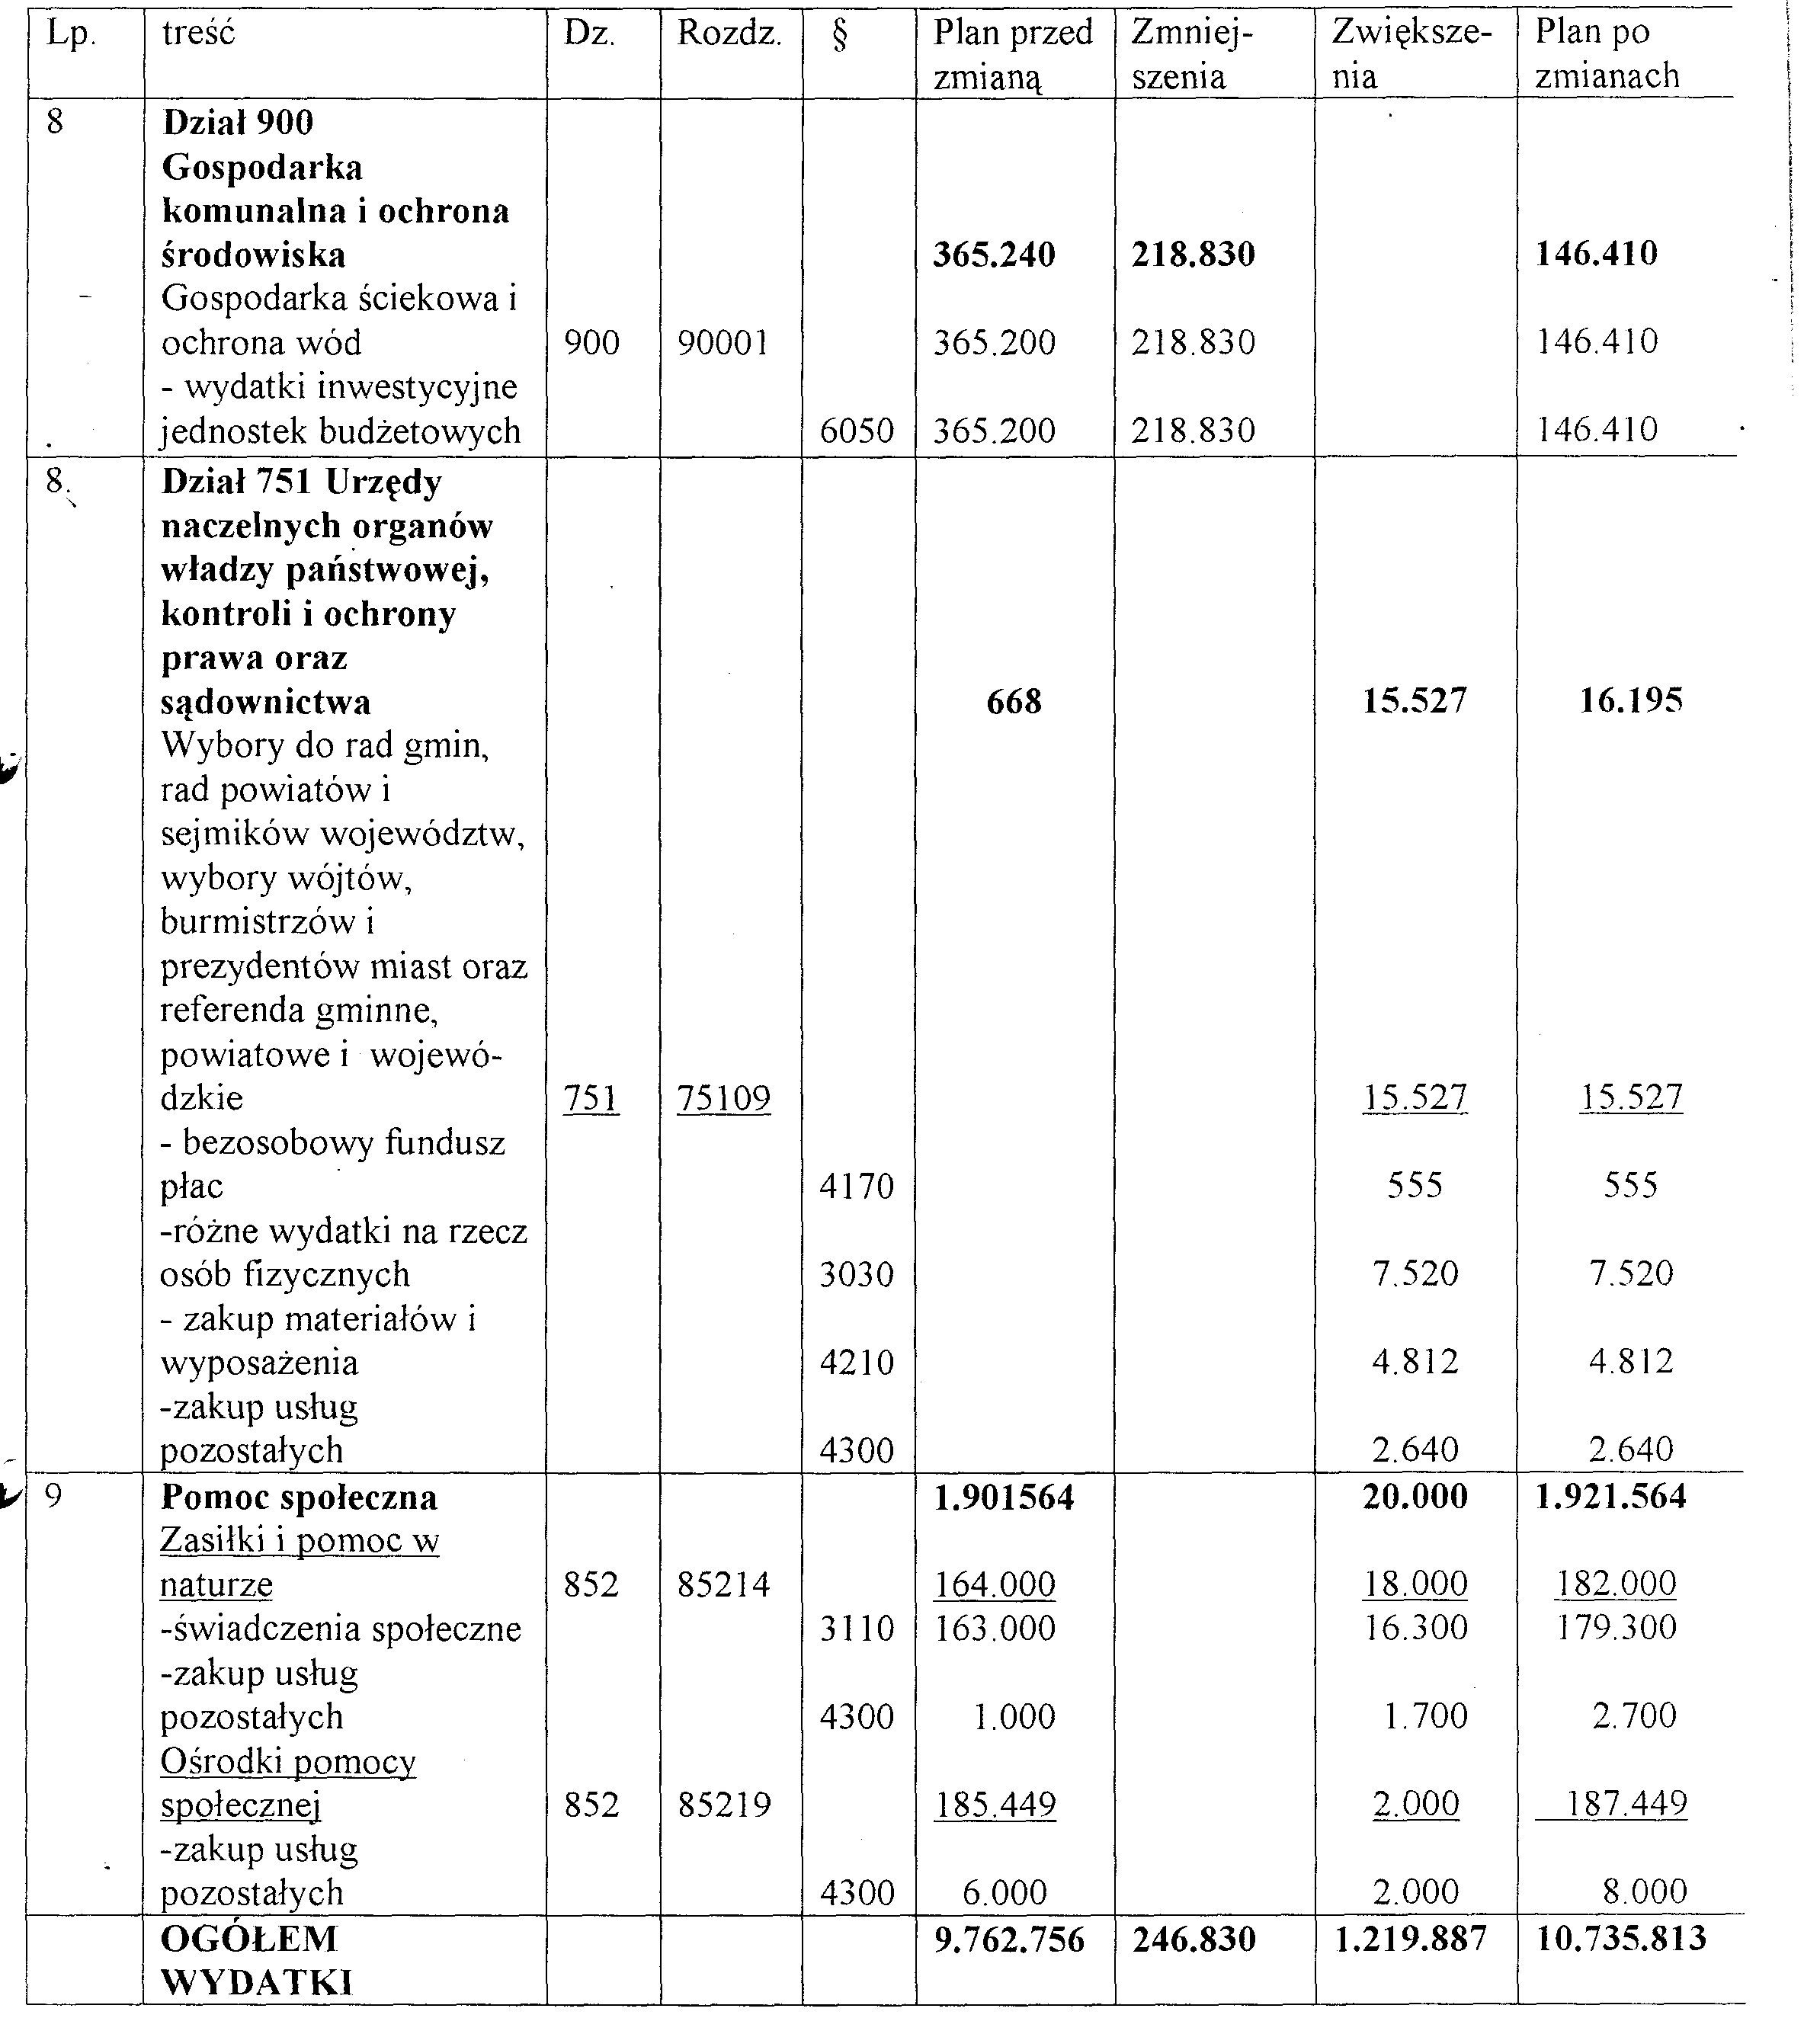 Lp. treść Dz. Rozdz. § Plan przed Zmniej- Zwiększe- Plan po
zmianą szenia nia zmianach
8 Dział 900
Gospodarka
komunalna i ochrona
środowiska 365.240 218.830 146.410
Gospodarka ściekowa i
ochrona wód 900 90001 365.200 218.830 146.410
- wydatki inwestycyjne
jednostek budżetowych 6050 365.200 218.830 146.410
8. Dział 751 Urzędy
naczelnych organów
władzy państwowej,
kontroli i ochrony
prawa oraz
sądownictwa 668 15.527 16.195
Wybory do rad gmin,
rad powiatów i
sejmików województw,
wybory wójtów,
burmistrzów i
prezydentów miast oraz
referenda gminne,
powiatowe i wojewó-
dzkie 751 75109 15.527 15.527
- bezosobowy fundusz
płac 4170 555 555
-różne wydatki na rzecz
osób fizycznych 3030 7.520 7.520
- zakup materiałów i
wyposażenia 4210 4.812 4.812
-zakup usług
pozostałych 4300 2.640 2.640
9 Pomoc społeczna 1.901564 20.000 1.921.564
Zasiłki i pomoc w
naturze 852 85214 164.000 18.000 182.000
-świadczenia społeczne 3110 163.000 16.300 179.300
-zakup usług
pozostałych 4300 1.000 1.700 2.700
Ośrodki pomocy
społecznej 852 85219 185.449 2.000 187.449
-zakup usług
pozostałych 4300 6.000 2.000 8.000
OGÓŁEM 9.762.756 246.830 1.219.887 10.735.813
WYDATKI